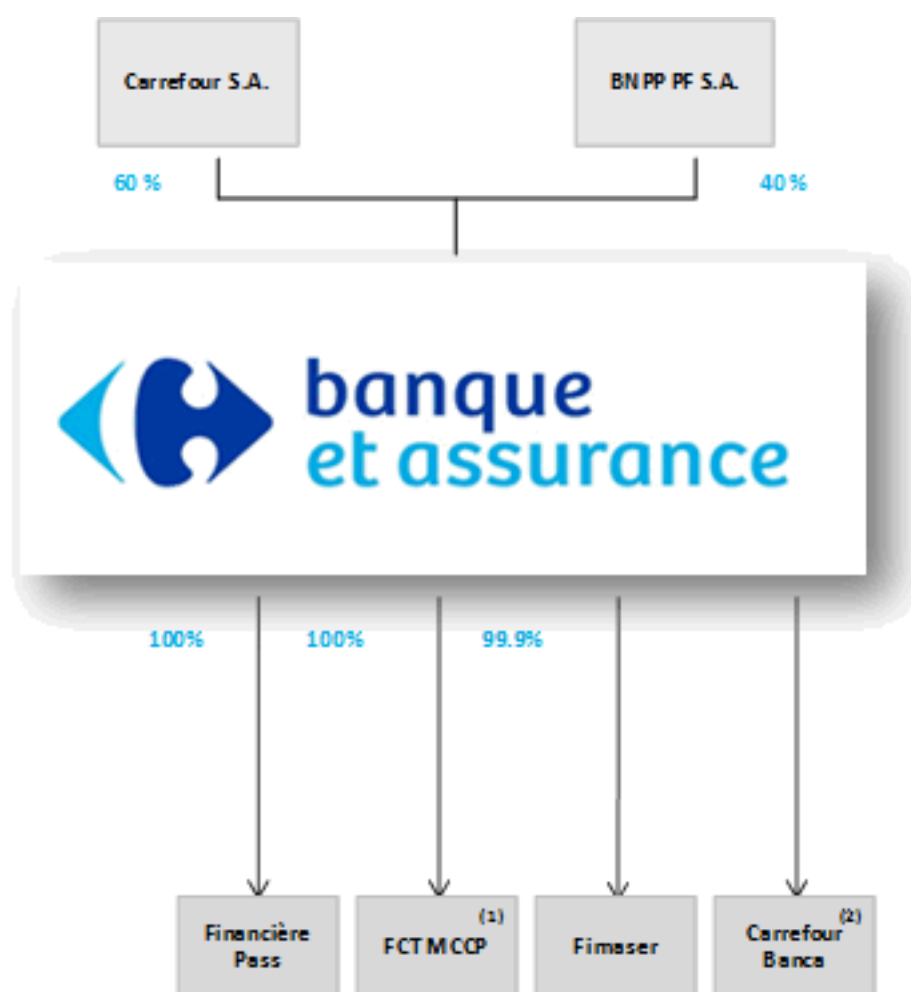 Carrefour S.A.
BNPP PF S.A.
60 %
40 %
banque
et assurance
100%
100%
99.9%
Financière
Pass
(1)
FCT MCCP
Fimaser
(2)
Carrefour
Banca